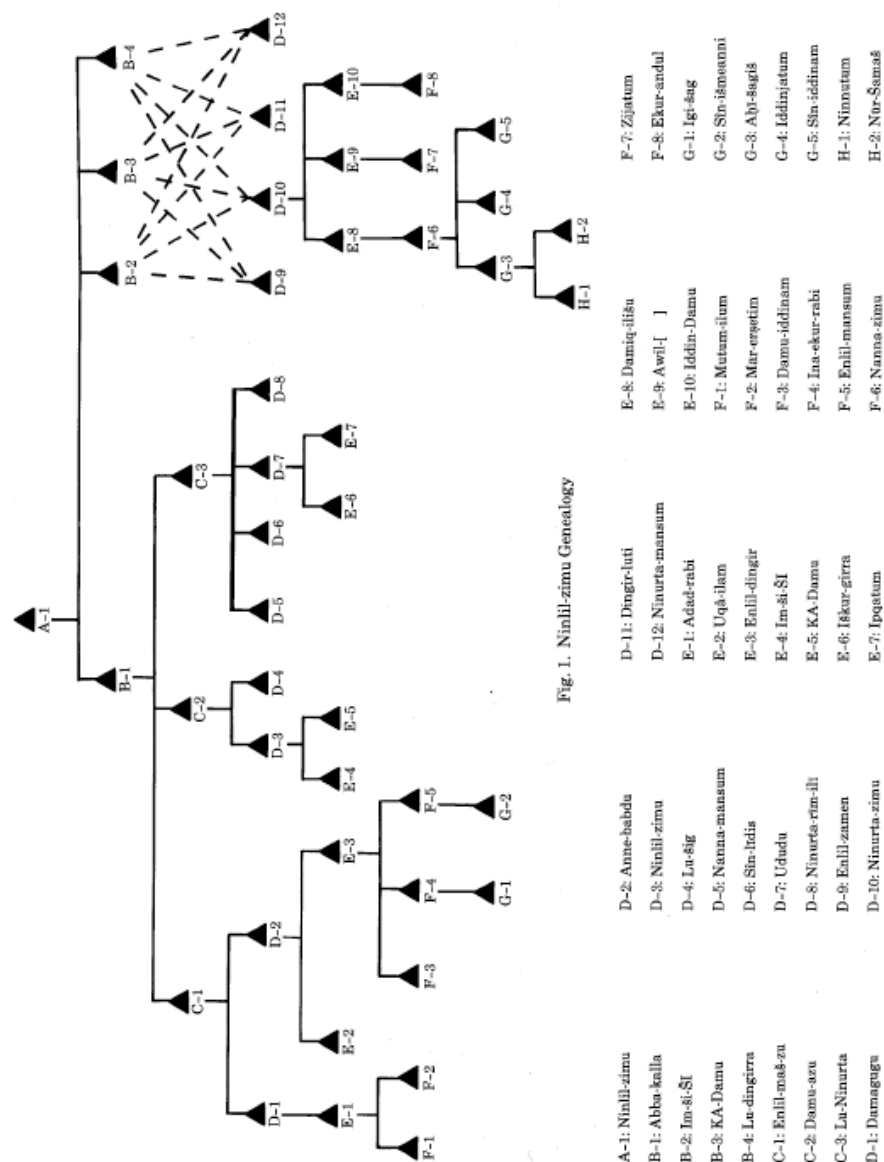 A-1
B-1 B-2 B-3 B-4
C-1 C-2 C-3
D-1 D-2 D-3 D-4 D-5 D-6 D-7 D-8 D-9 D-10 D-11 D-12
E-1 E-2 E-3 E-4 E-5 E-6 E-7 E-8 E-9 E-10
F-1 F-2 F-3 F-4 F-5 F-6 F-7 F-8
G-1 G-2 G-3 G-4 G-5
H-1 H-2
Fig. 1. Ninlil-zimu Genealogy
A-1: Ninlil-zimu
B-1: Abba-kalla
B-2: Im-ši-ŠI
B-3: KA-Damu
B-4: Lu-dingirra
C-1: Enlil-maš-zu
C-2: Damu-azu
C-3: Lu-Ninurta
D-1: Damagugu
D-2: Anne-babdu
D-3: Ninlil-zimu
D-4: Lu-šig
D-5: Nanna-mansum
D-6: Sîn-lïdiš
D-7: Ududu
D-8: Ninurta-rïm-ili
D-9: Enlil-zamen
D-10: Ninurta-zimu
D-11: Dingir-luti
D-12: Ninurta-mansum
E-1: Adad-rabi
E-2: Uqâ-ilam
E-3: Enlil-dingir
E-4: Im-ši-ŠI
E-5: KA-Damu
E-6: Iškur-girra
E-7: Ipqatum
E-8: Damiq-ilišu
E-9: Awil-[ ]
E-10: Iddin-Damu
F-1: Mutum-ilum
F-2: Mar-erṣetim
F-3: Damu-iddinam
F-4: Ina-ekur-rabi
F-5: Enlil-mansum
F-6: Nanna-zimu
F-7: Zijatum
F-8: Ekur-andul
G-1: Igi-šag
G-2: Sîn-išmeanni
G-3: Aḫi-šagiš
G-4: Iddinjatum
G-5: Sîn-iddinam
H-1: Ninnutum
H-2: Nūr-Šamaš